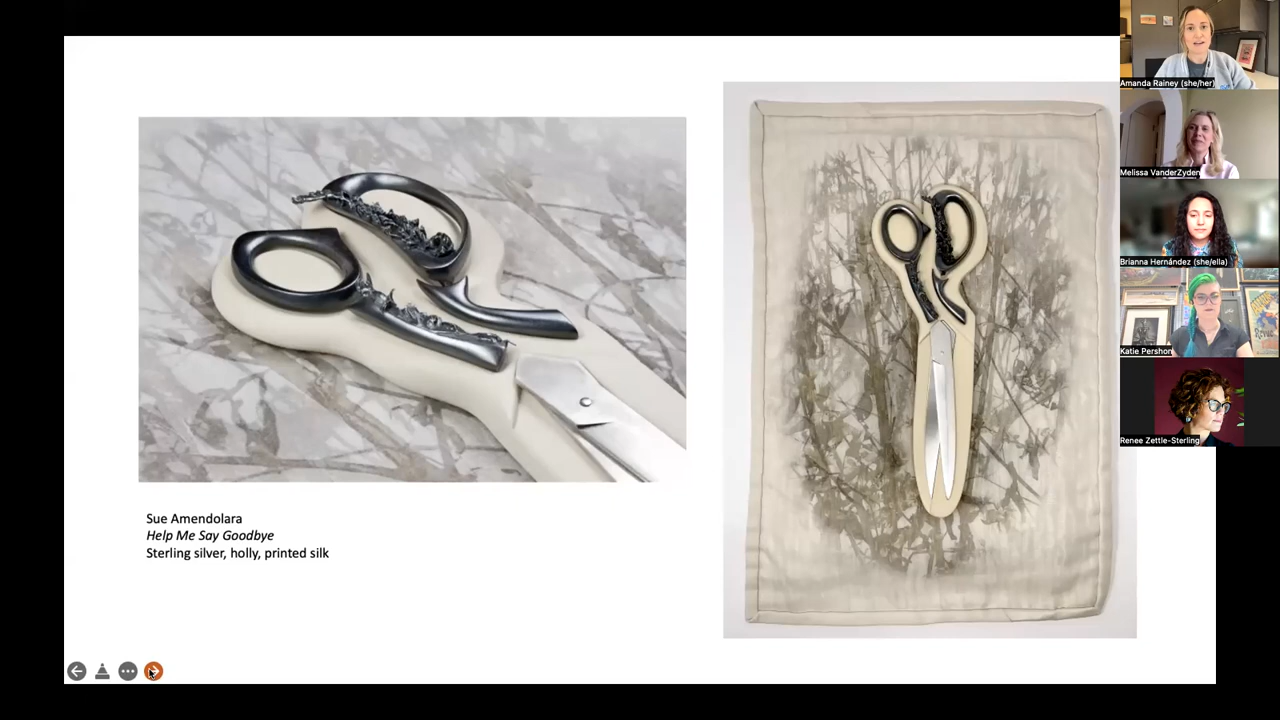 Sue Amendolara
Help Me Say Goodbye
Sterling silver, holly, printed silk
Amanda Rainey (she/her)
Melissa VanderZyden
Brianna Hernández (she/ella)
Katie Pershon
Renee Zettle-Sterling